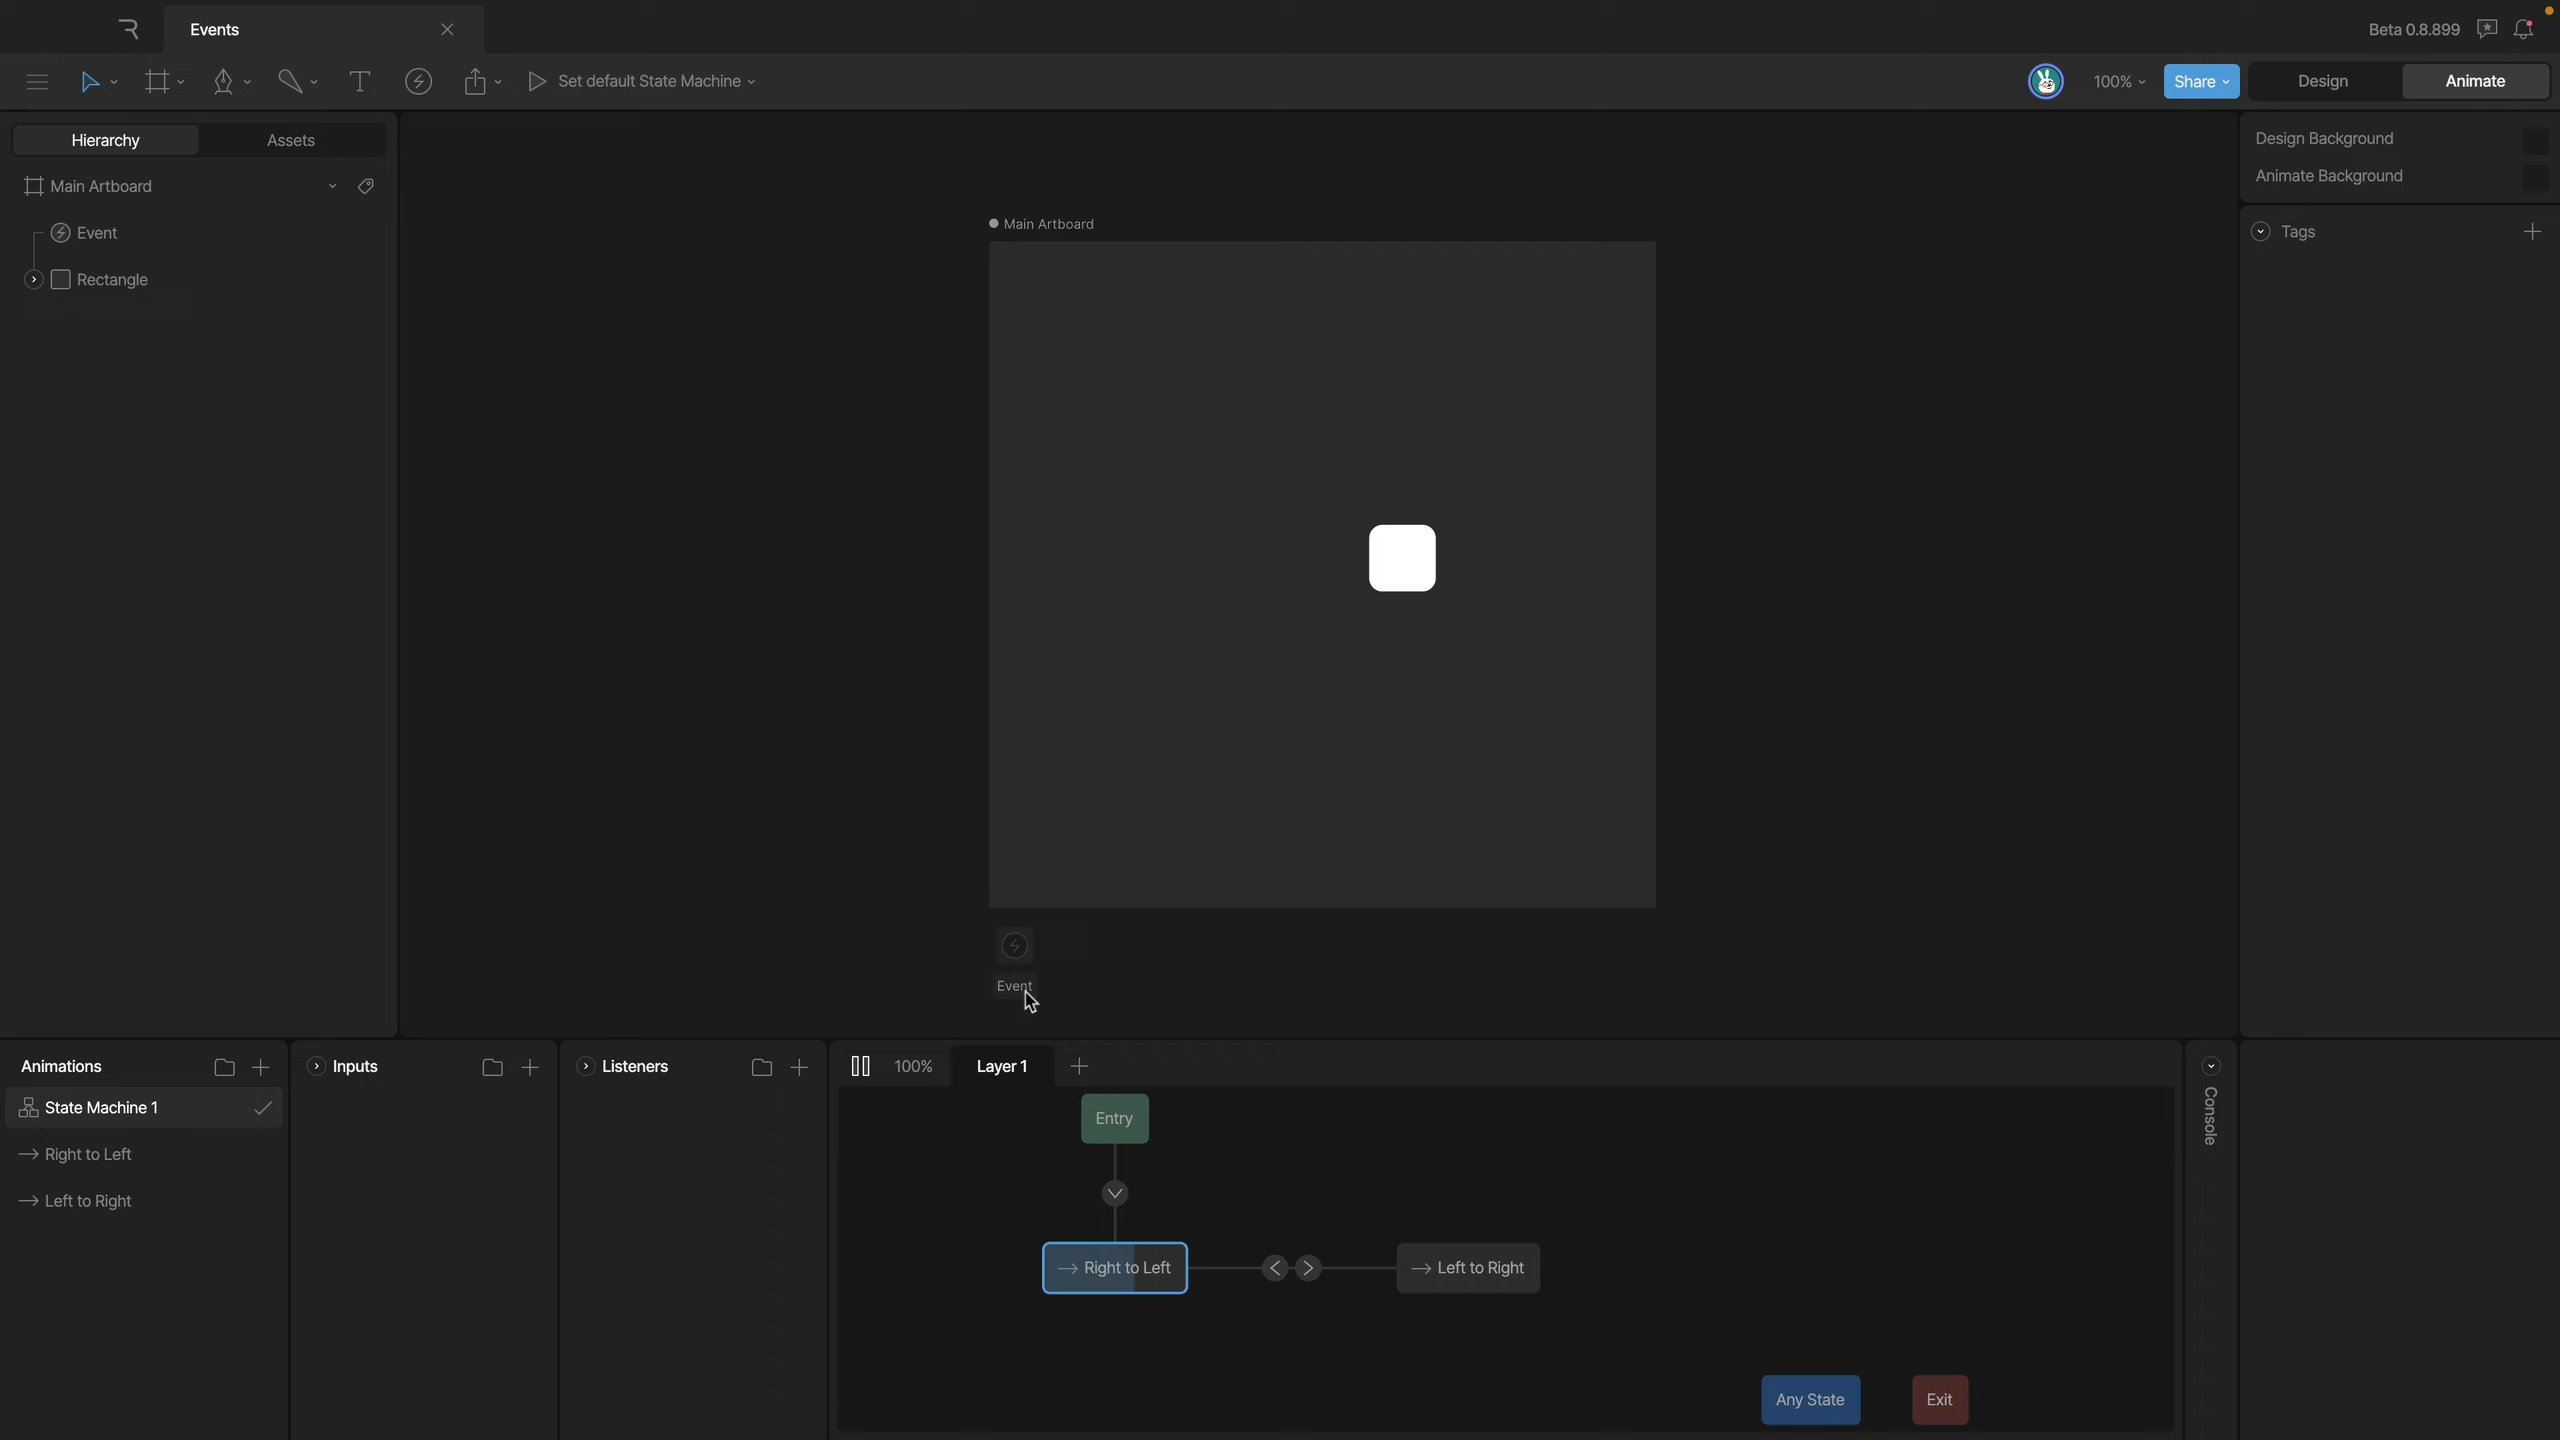 Events
Beta 0.8.899
Set default State Machine
100%
Share
Design
Animate
Hierarchy
Assets
Main Artboard
Event
Rectangle
Main Artboard
Event
Design Background
Animate Background
Tags
Animations
State Machine 1
Right to Left
Left to Right
Inputs
Listeners
100%
Layer 1
Entry
Right to Left
Left to Right
Any State
Exit
Console